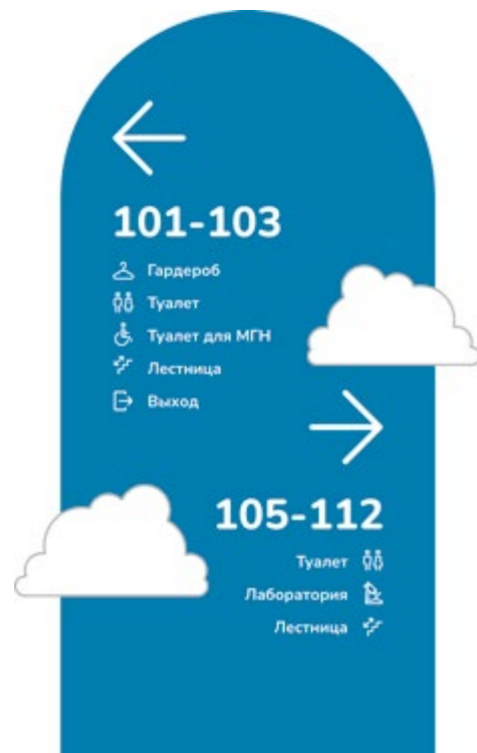 101-103
Гардероб
Туалет
Туалет для МГН
Лестница
Выход
105-112
Туалет
Лаборатория
Лестница